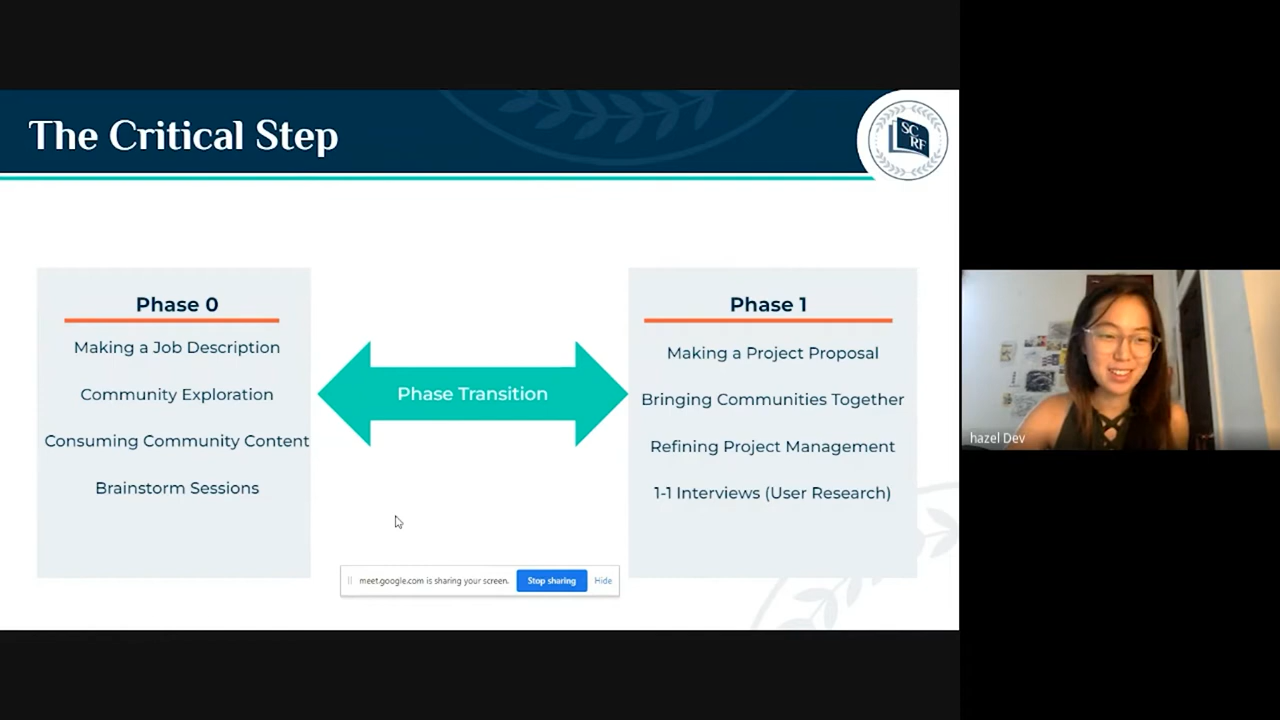 The Critical Step
SC
RF
Phase 0
Making a Job Description
Community Exploration
Consuming Community Content
Brainstorm Sessions
Phase Transition
Phase 1
Making a Project Proposal
Bringing Communities Together
Refining Project Management
1-1 Interviews (User Research)
meet.google.com is sharing your screen. Stop sharing Hide
hazel Dev